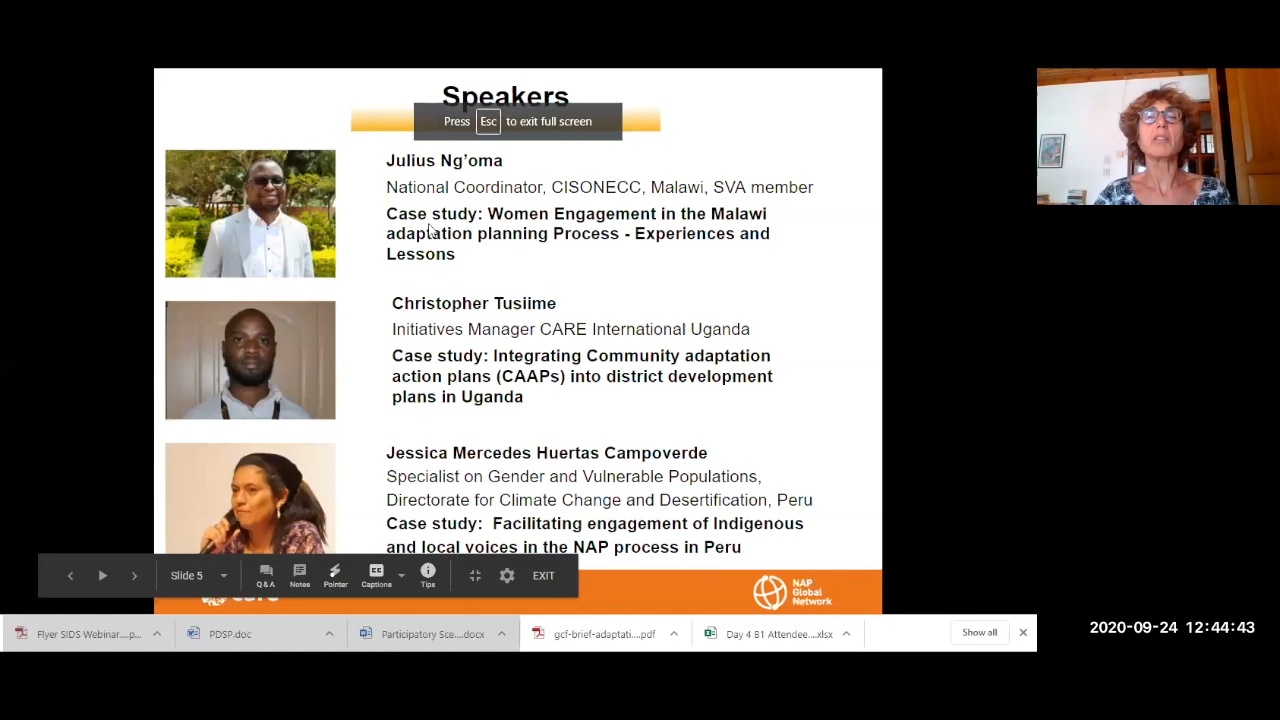 Speakers
Press Esc to exit full screen
Julius Ng’oma
National Coordinator, CISONECC, Malawi, SVA member
Case study: Women Engagement in the Malawi
adaptation planning Process - Experiences and
Lessons
Christopher Tusiime
Initiatives Manager CARE International Uganda
Case study: Integrating Community adaptation
action plans (CAAPs) into district development
plans in Uganda
Jessica Mercedes Huertas Campoverde
Specialist on Gender and Vulnerable Populations,
Directorate for Climate Change and Desertification, Peru
Case study: Facilitating engagement of Indigenous
and local voices in the NAP process in Peru
Slide 5
Q & A
Notes
Pointer
Captions
Tips
EXIT
care
NAP
Global
Network
Flyer SIDS Webinar....p...
PDSP.doc
Participatory Sce....docx
gcf-brief-adaptati....pdf
Day 4 B1 Attendee....xlsx
Show all
2020-09-24 12:44:43